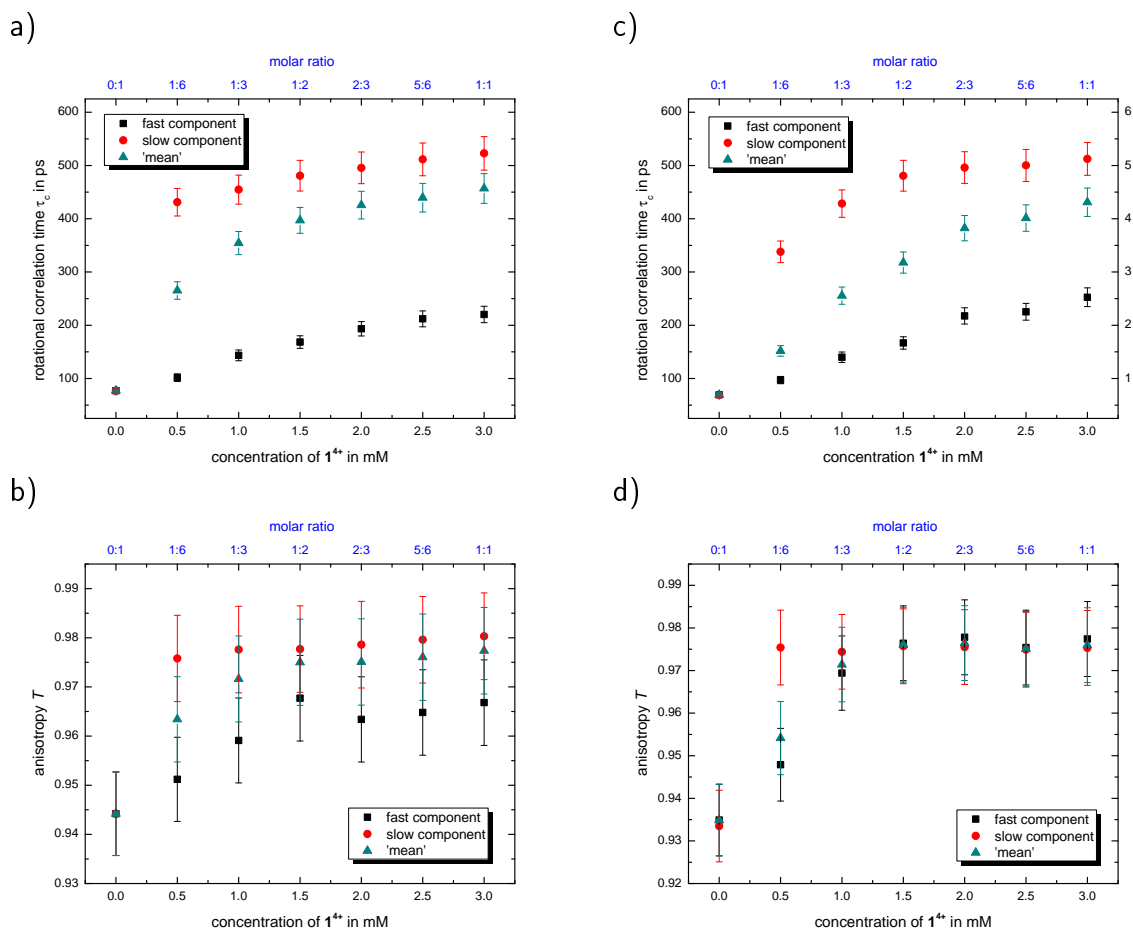 a)
molar ratio
0:1 1:6 1:3 1:2 2:3 5:6 1:1
600
500
400
300
200
100
rotational correlation time τc in ps
fast component
slow component
'mean'
0.0 0.5 1.0 1.5 2.0 2.5 3.0
concentration of 1⁴⁺ in mM
c)
molar ratio
0:1 1:6 1:3 1:2 2:3 5:6 1:1
600
500
400
300
200
100
rotational correlation time τc in ps
fast component
slow component
'mean'
6
5
4
3
2
1
0.0 0.5 1.0 1.5 2.0 2.5 3.0
concentration 1⁴⁺ in mM
b)
molar ratio
0:1 1:6 1:3 1:2 2:3 5:6 1:1
0.99
0.98
0.97
0.96
0.95
0.94
0.93
anisotropy T
fast component
slow component
'mean'
0.0 0.5 1.0 1.5 2.0 2.5 3.0
concentration of 1⁴⁺ in mM
d)
molar ratio
0:1 1:6 1:3 1:2 2:3 5:6 1:1
0.99
0.98
0.97
0.96
0.95
0.94
0.93
0.92
anisotropy T
fast component
slow component
'mean'
0.0 0.5 1.0 1.5 2.0 2.5 3.0
concentration of 1⁴⁺ in mM